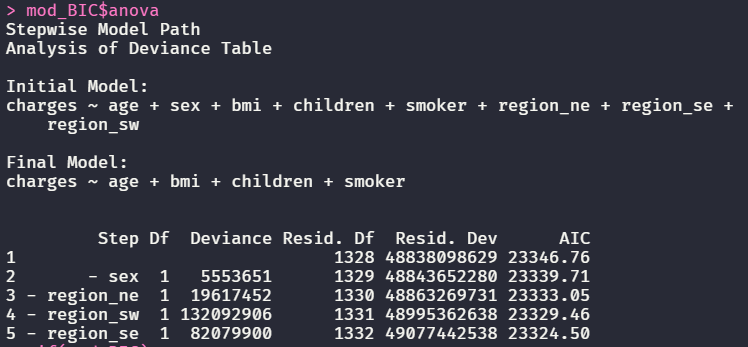 > mod_BIC$anova
Stepwise Model Path
Analysis of Deviance Table

Initial Model:
charges ~ age + sex + bmi + children + smoker + region_ne + region_se +
    region_sw

Final Model:
charges ~ age + bmi + children + smoker


         Step Df  Deviance Resid. Df  Resid. Dev      AIC
1                               1328 48838098629 23346.76
2       - sex  1   5553651      1329 48843652280 23339.71
3 - region_ne  1  19617452      1330 48863269731 23333.05
4 - region_sw  1 132092906      1331 48995362638 23329.46
5 - region_se  1  82079900      1332 49077442538 23324.50